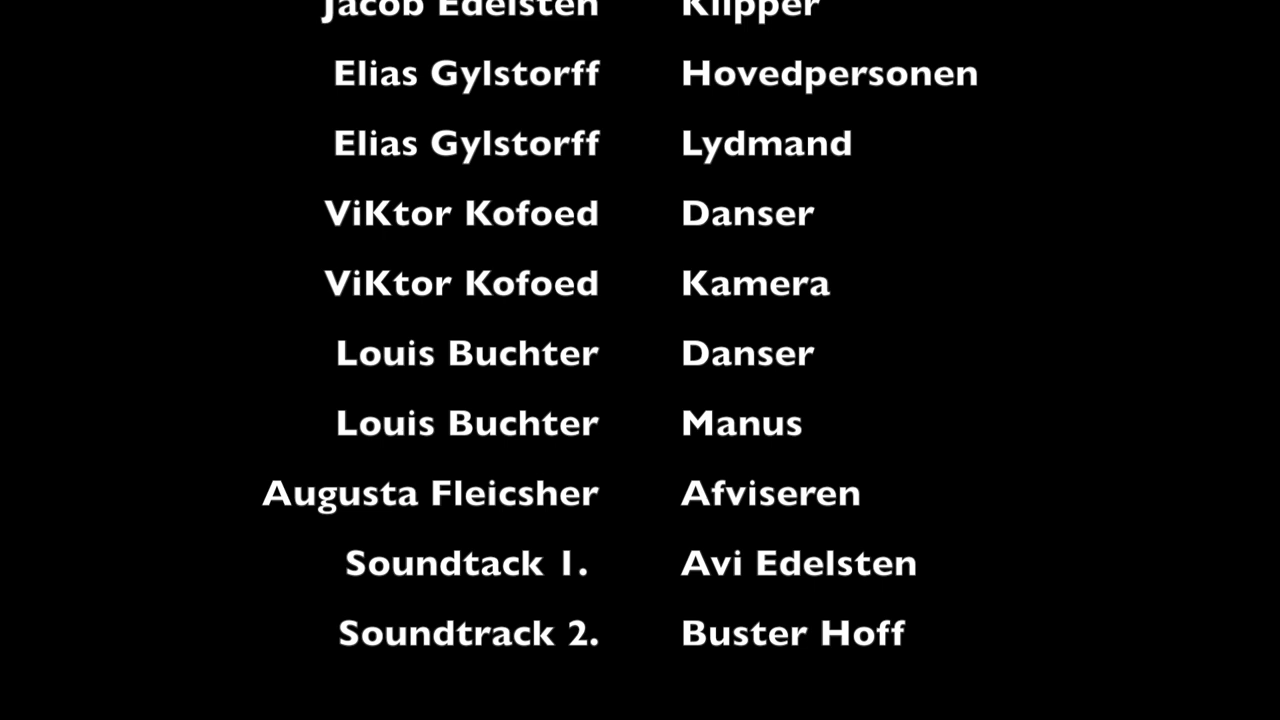 Jacob Edelsten Klipper
Elias Gylstorff Hovedpersonen
Elias Gylstorff Lydmand
ViKtor Kofoed Danser
ViKtor Kofoed Kamera
Louis Buchter Danser
Louis Buchter Manus
Augusta Fleicsher Afviseren
Soundtack 1. Avi Edelsten
Soundtrack 2. Buster Hoff